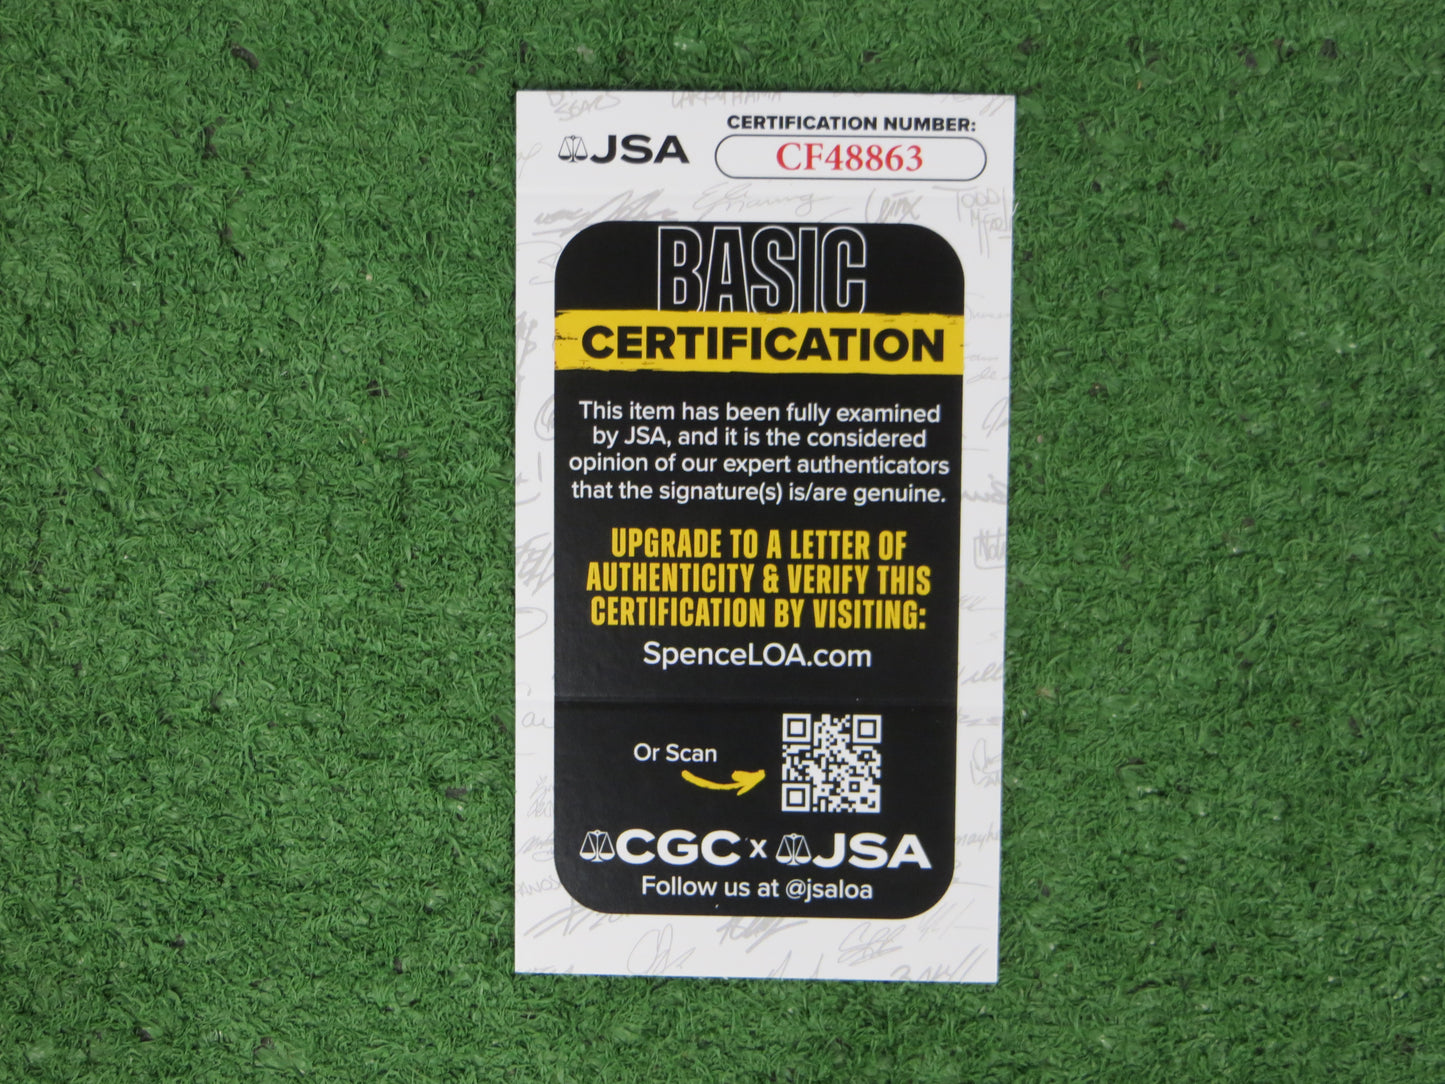 JSA
CERTIFICATION NUMBER:
CF48863
BASIC
CERTIFICATION
This item has been fully examined
by JSA, and it is the considered
opinion of our expert authenticators
that the signature(s) is/are genuine.
UPGRADE TO A LETTER OF
AUTHENTICITY & VERIFY THIS
CERTIFICATION BY VISITING:
SpenceLOA.com
Or Scan
CGC x JSA
Follow us at @jsaloa